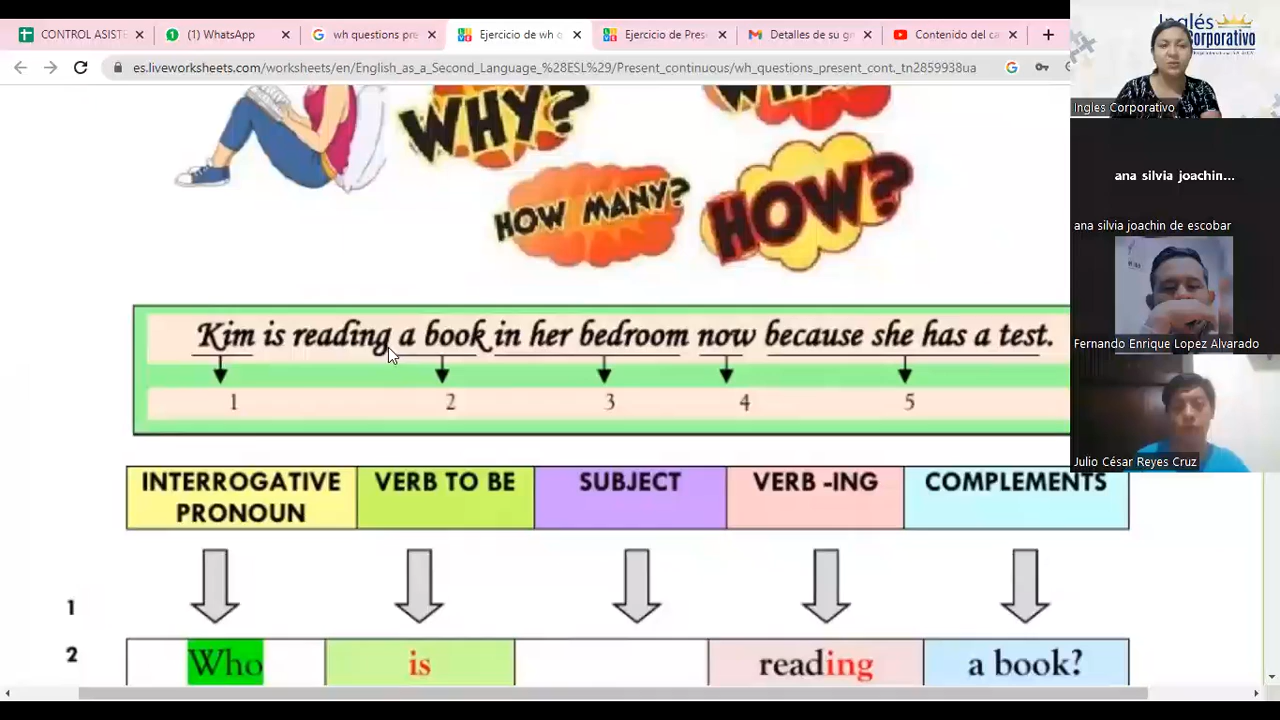 CONTROL ASISTE
(1) WhatsApp
wh questions pre
Ejercicio de wh q
Ejercicio de Pres
Detalles de su gr
Contenido del ca
es.liveworksheets.com/worksheets/en/English_as_a_Second_Language_%28ESL%29/Present_continuous/wh_questions_present_cont._tn2859938ua
Inglés
Corporativo
Ingles Corporativo
WHY?
HOW MANY?
HOW?
ana silvia joachin...
ana silvia joachin de escobar
Fernando Enrique Lopez Alvarado
Julio César Reyes Cruz
Kim is reading a book in her bedroom now because she has a test.
1 2 3 4 5
INTERROGATIVE PRONOUN VERB TO BE SUBJECT VERB -ING COMPLEMENTS
1
2 Who is reading a book?